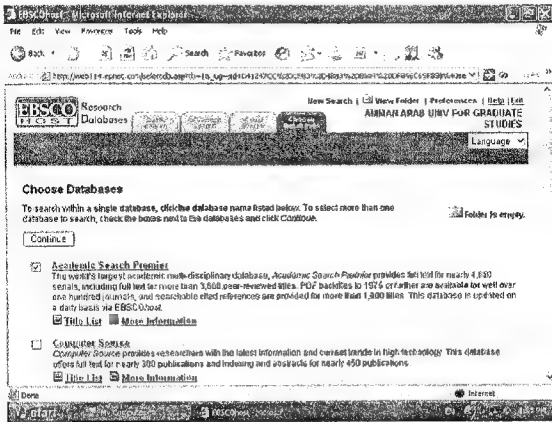 EBSCOhost - Microsoft Internet Explorer
File Edit View Favorites Tools Help
Back Search Favorites
Go
New Search | View Folder | Preferences | Help | Exit
EBSCO HOST Research Databases
Choose Databases
AMMAN ARAB UNIV FOR GRADUATE STUDIES
Language
Choose Databases
To search within a single database, click the database name listed below. To select more than one
database to search, check the boxes next to the databases and click Continue.
Folder is empty.
Continue
Academic Search Premier
The world's largest academic multi-disciplinary database, Academic Search Premier provides full text for nearly 4,650
serials, including full text for more than 3,600 peer-reviewed titles. PDF backfiles to 1975 or further are available for well over
one hundred journals, and searchable cited references are provided for more than 1,000 titles. This database is updated on
a daily basis via EBSCOhost.
Title List More Information
Computer Source
Computer Source provides researchers with the latest information and current trends in high technology. This database
offers full text for nearly 300 publications and indexing and abstracts for nearly 450 publications.
Title List More Information
Done
Internet
start